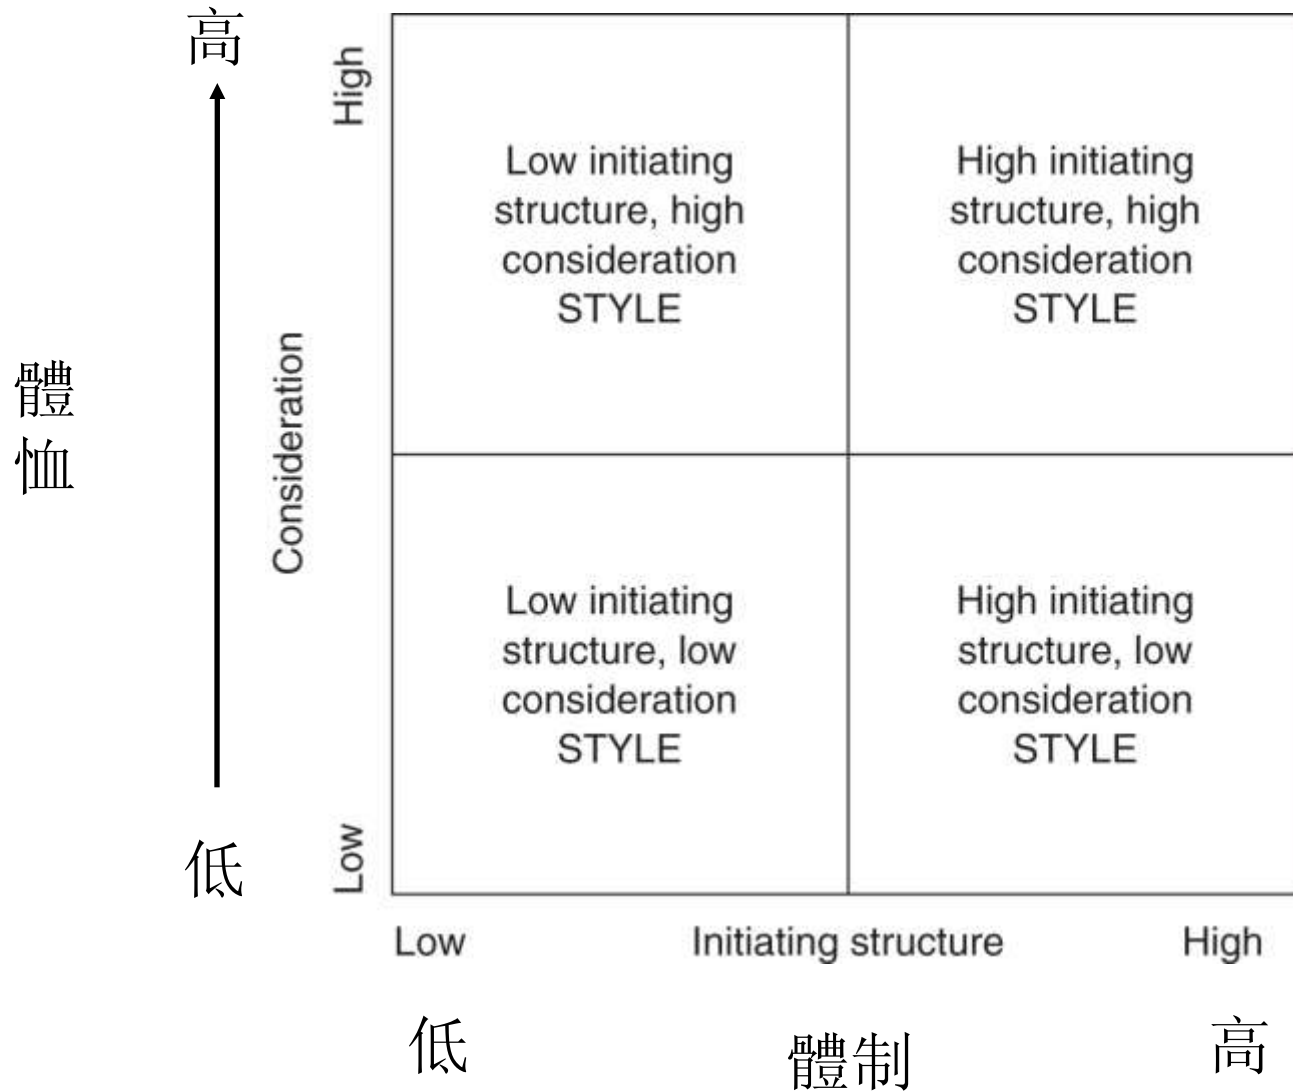 高
High
體
恤
Consideration
低
Low
Low initiating
structure, high
consideration
STYLE
High initiating
structure, high
consideration
STYLE
Low initiating
structure, low
consideration
STYLE
High initiating
structure, low
consideration
STYLE
Low Initiating structure High
低 體制 高